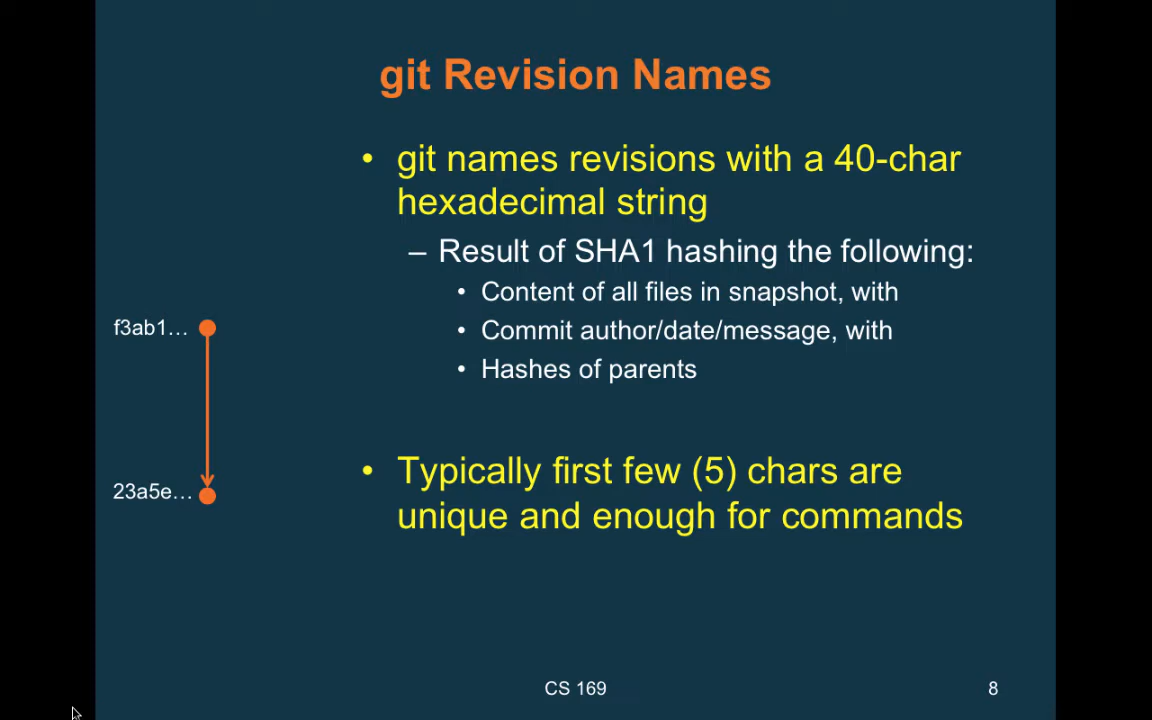 git Revision Names
• git names revisions with a 40-char
hexadecimal string
– Result of SHA1 hashing the following:
• Content of all files in snapshot, with
• Commit author/date/message, with
• Hashes of parents
f3ab1…
23a5e…
• Typically first few (5) chars are
unique and enough for commands
CS 169
8